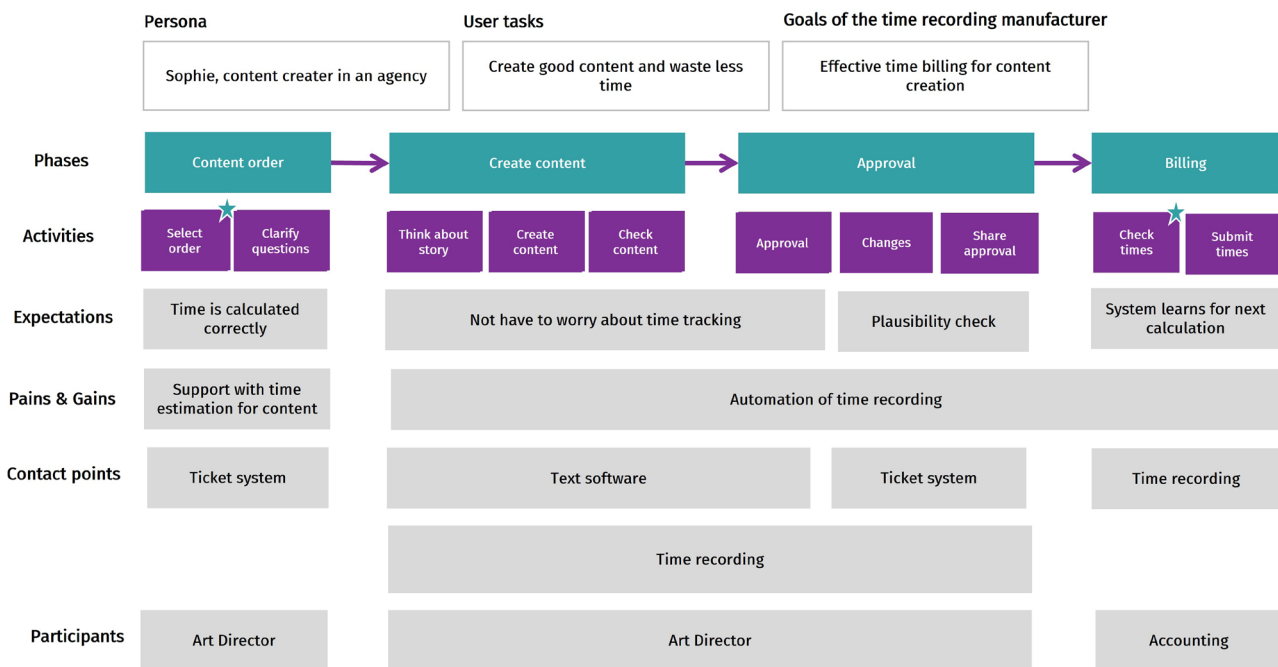 Persona
User tasks
Goals of the time recording manufacturer
Sophie, content creater in an agency
Create good content and waste less
time
Effective time billing for content
creation
Phases
Content order
Create content
Approval
Billing
Activities
Select
order
Clarify
questions
Think about
story
Create
content
Check
content
Approval
Changes
Share
approval
Check
times
Submit
times
Expectations
Time is calculated
correctly
Not have to worry about time tracking
Plausibility check
System learns for next
calculation
Pains & Gains
Support with time
estimation for content
Automation of time recording
Contact points
Ticket system
Text software
Ticket system
Time recording
Time recording
Participants
Art Director
Art Director
Accounting